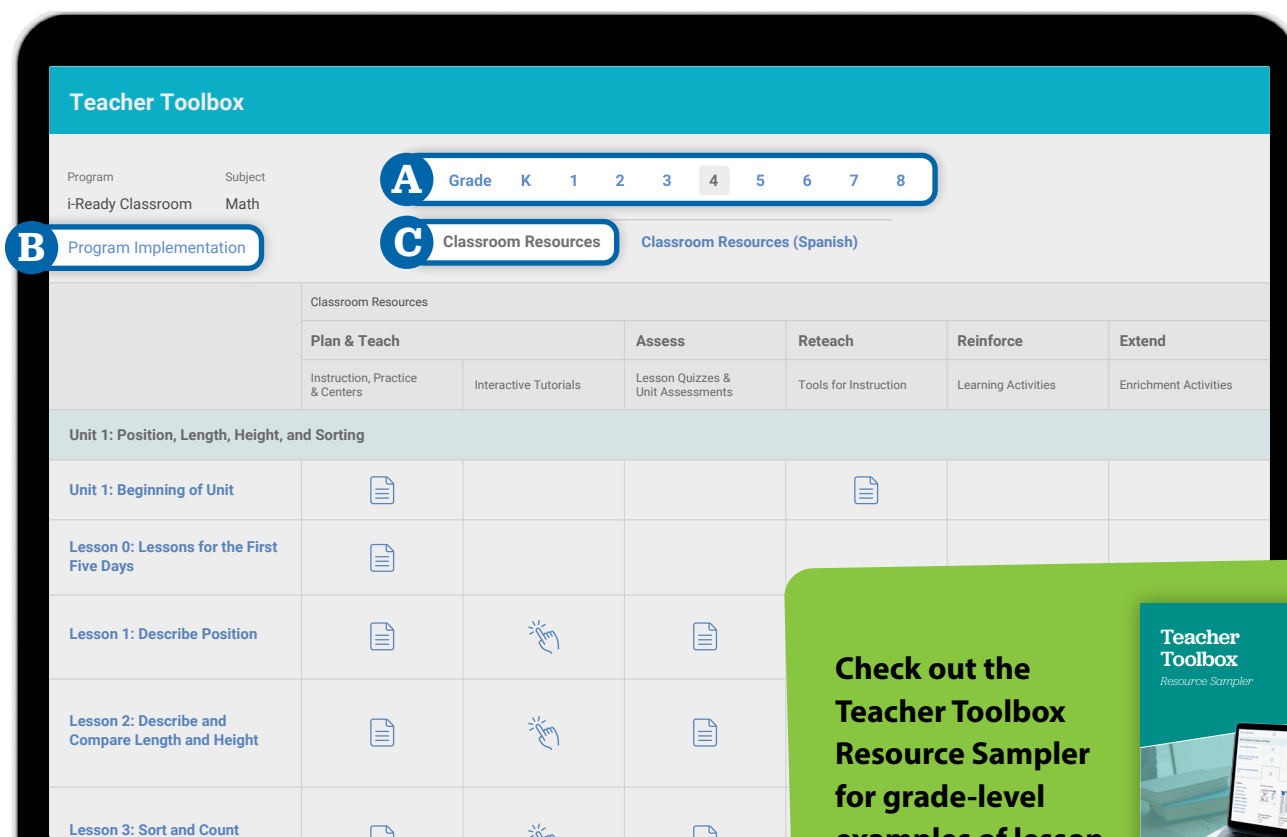 Teacher Toolbox
Program
Subject
i-Ready Classroom
Math
A
Grade K 1 2 3 4 5 6 7 8
B
Program Implementation
C
Classroom Resources
Classroom Resources (Spanish)
Classroom Resources
Plan & Teach
Assess
Reteach
Reinforce
Extend
Instruction, Practice
& Centers
Interactive Tutorials
Lesson Quizzes &
Unit Assessments
Tools for Instruction
Learning Activities
Enrichment Activities
Unit 1: Position, Length, Height, and Sorting
Unit 1: Beginning of Unit
Lesson 0: Lessons for the First
Five Days
Lesson 1: Describe Position
Lesson 2: Describe and
Compare Length and Height
Lesson 3: Sort and Count
Check out the
Teacher Toolbox
Resource Sampler
for grade-level
examples of lesson
Teacher
Toolbox
Resource Sampler